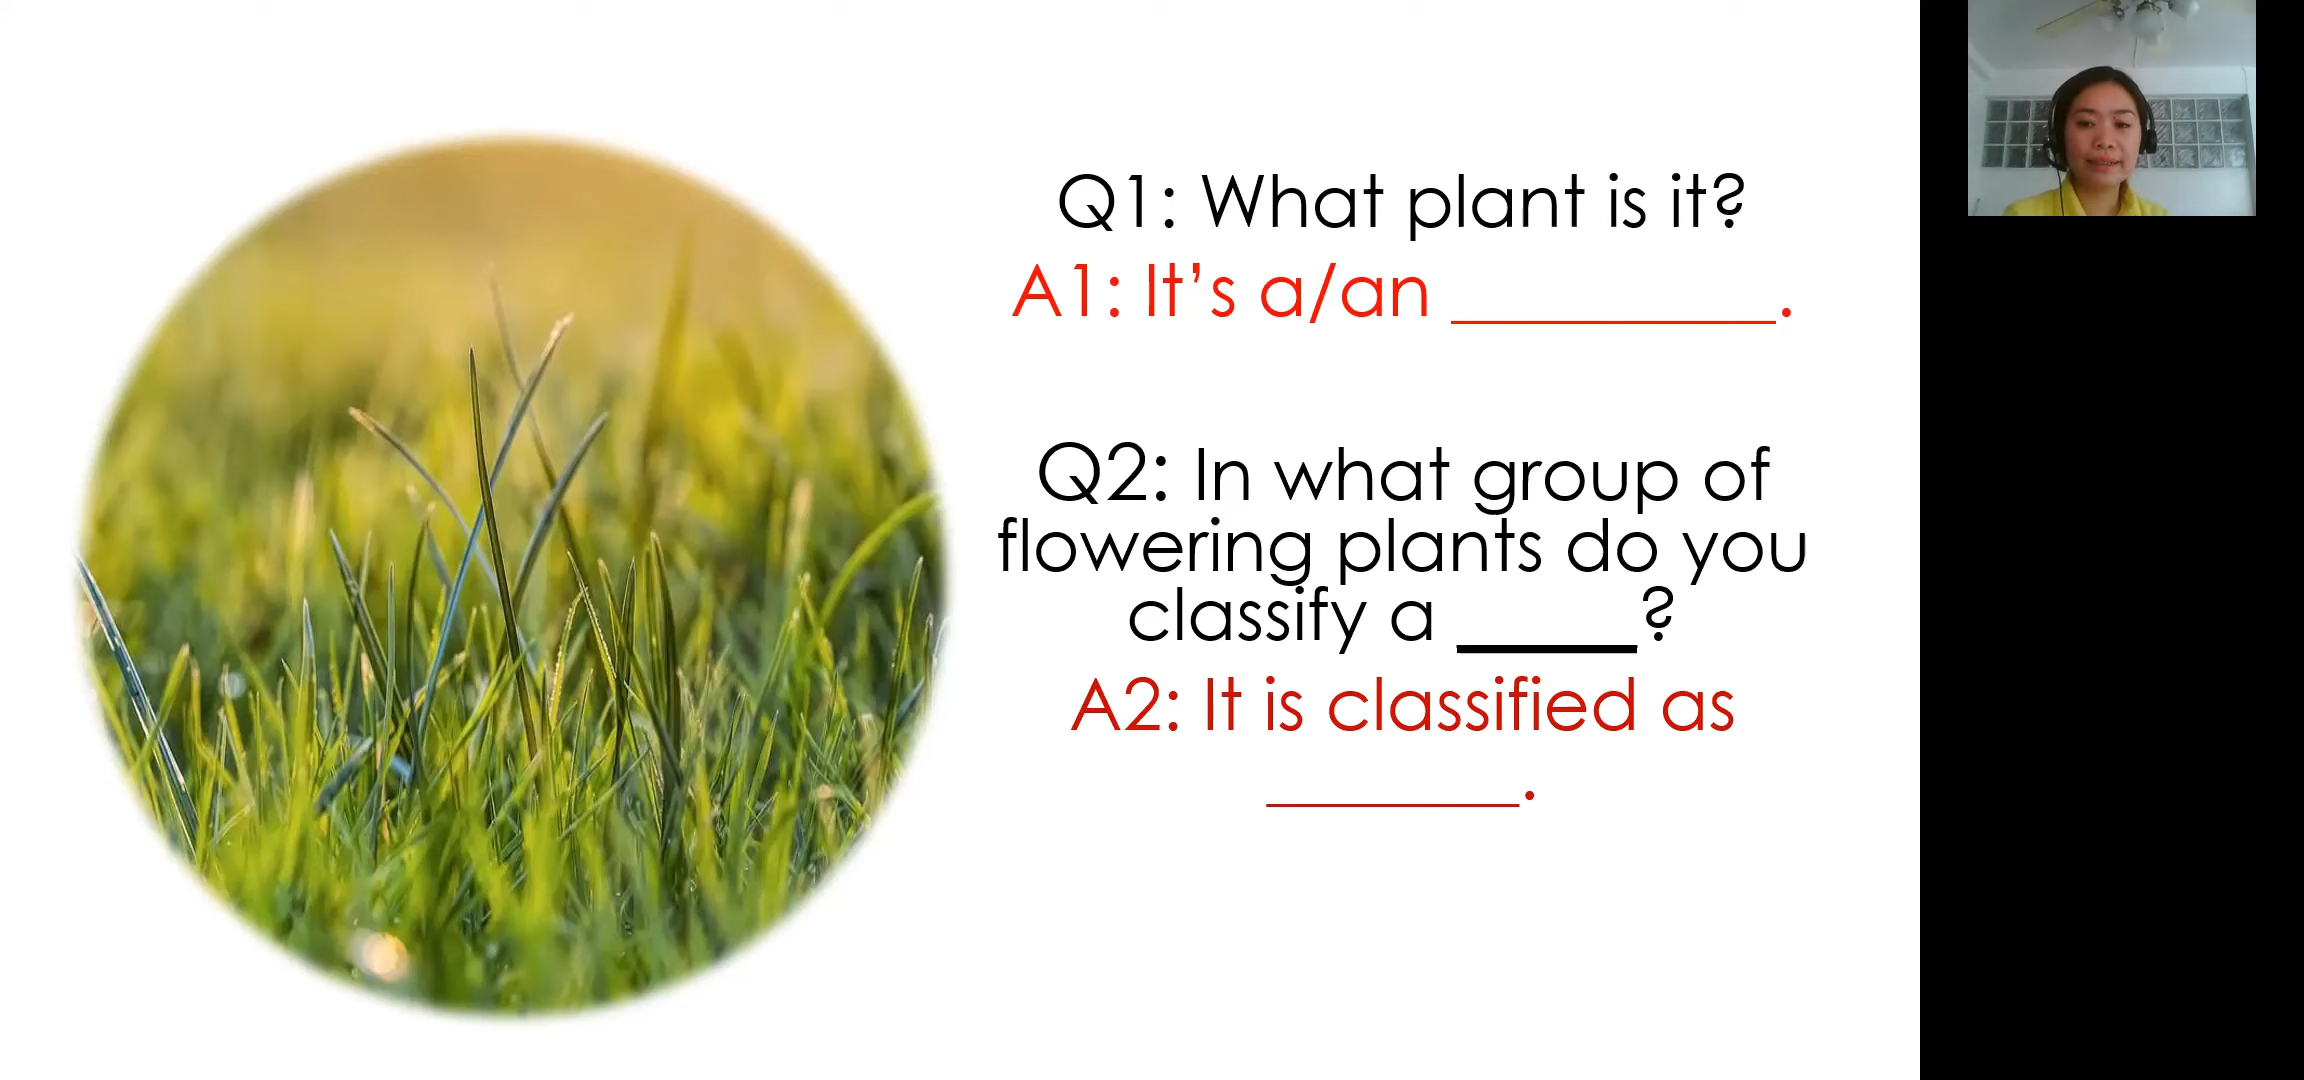 Q1: What plant is it?
A1: It’s a/an _________.
Q2: In what group of
flowering plants do you
classify a _____?
A2: It is classified as
_______.